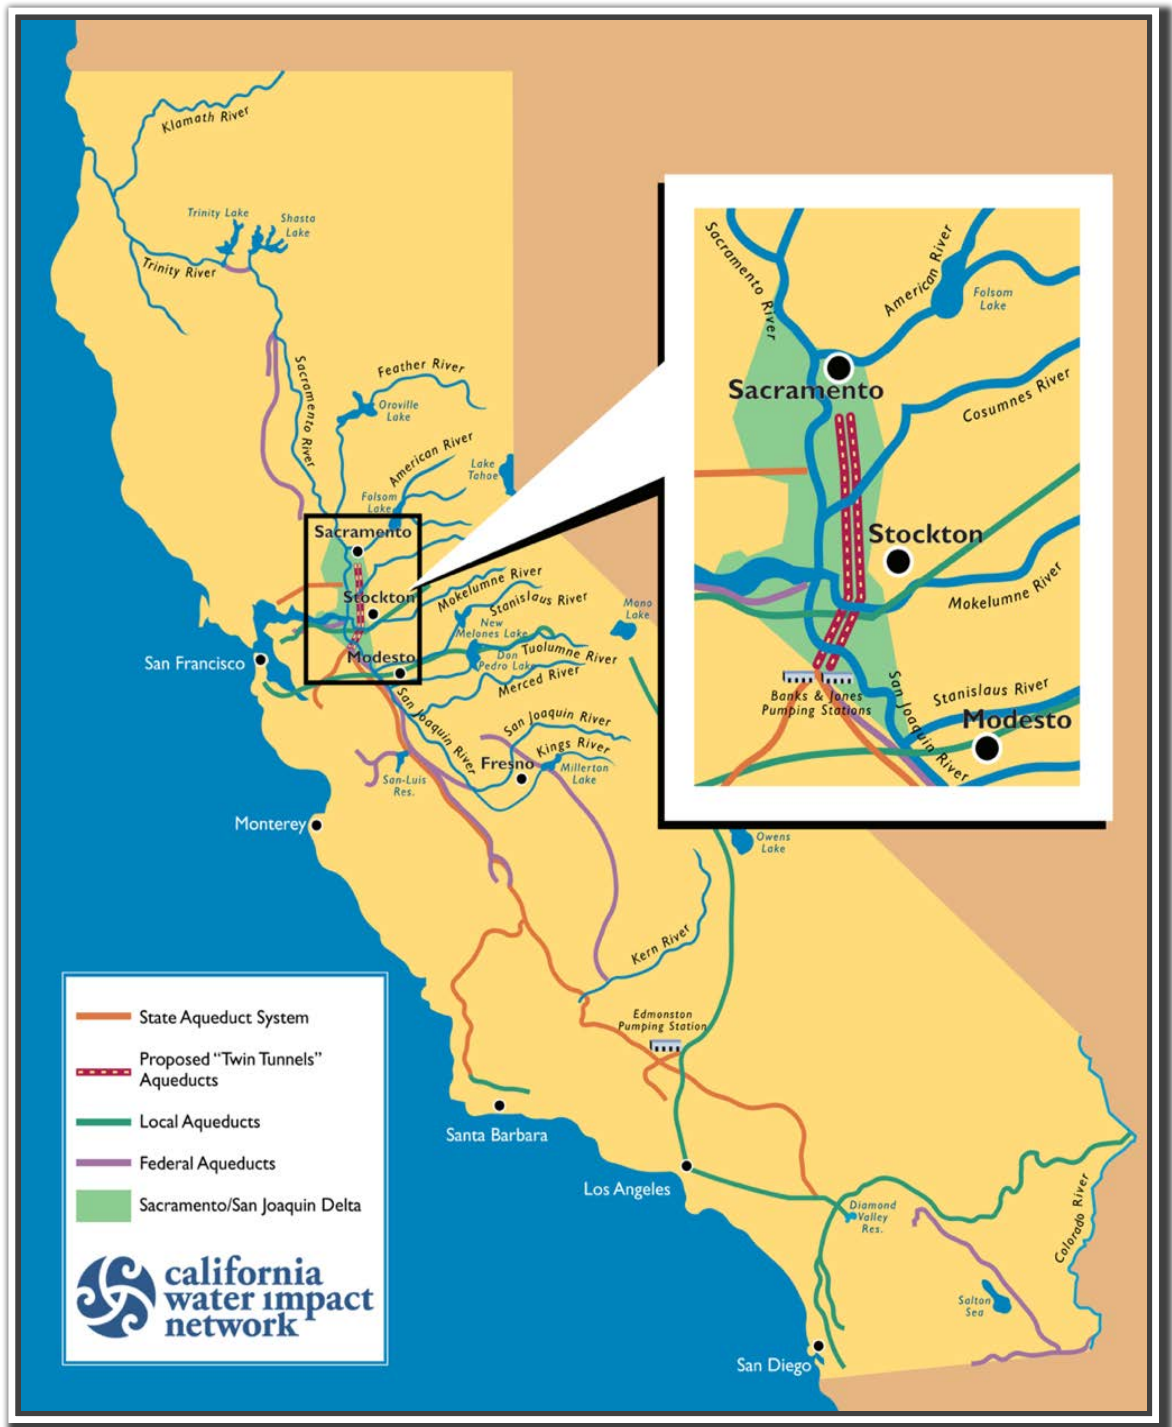 Klamath River
Trinity Lake
Shasta
Lake
Trinity River
Sacramento River
Feather River
Oroville
Lake
American River
Lake
Tahoe
Folsom
Lake
Sacramento
Stockton
Mokelumne River
Stanislaus River
New
Melones Lake
Mono
Lake
Don
Pedro Lake
Tuolumne River
Modesto
Merced River
San Francisco
San Joaquin River
San Joaquin River
Kings River
Fresno
Millerton
Lake
San-Luis
Res.
Monterey
Owens
Lake
Kern River
Edmonston
Pumping Station
Santa Barbara
Los Angeles
Diamond
Valley
Res.
Colorado River
Salton
Sea
San Diego
Sacramento River
American River
Folsom
Lake
Sacramento
Cosumnes River
Stockton
Mokelumne River
Banks & Jones
Pumping Stations
San Joaquin River
Stanislaus River
Modesto
State Aqueduct System
Proposed “Twin Tunnels”
Aqueducts
Local Aqueducts
Federal Aqueducts
Sacramento/San Joaquin Delta
california
water impact
network